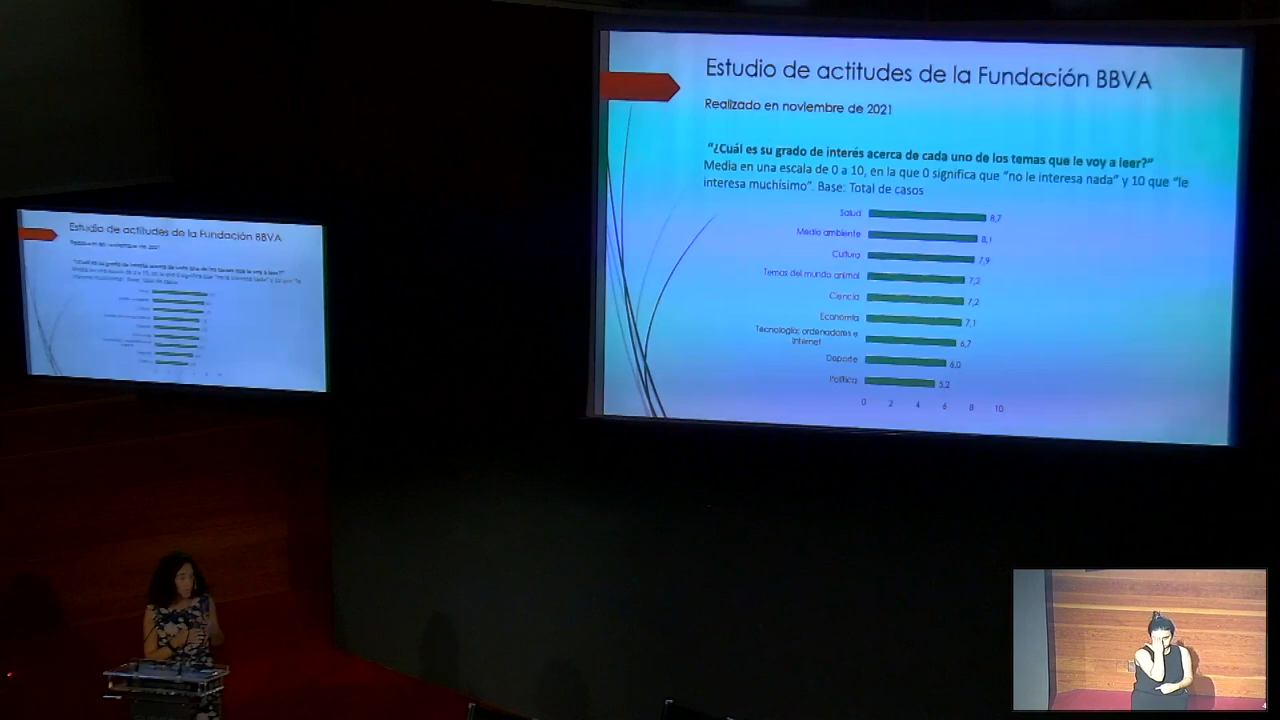 Estudio de actitudes de la Fundación BBVA
Realizado en noviembre de 2021
"¿Cuál es su grado de interés acerca de cada uno de los temas que le voy a leer?"
Media en una escala de 0 a 10, en la que 0 significa que "no le interesa nada" y 10 que "le
interesa muchísimo". Base: Total de casos
Salud 8,7
Medio ambiente 8,1
Cultura 7,9
Temas del mundo animal 7,2
Ciencia 7,2
Economía 7,1
Tecnología: ordenadores e
Internet 6,7
Deporte 6,0
Política 5,2
0 2 4 6 8 10
Estudio de actitudes de la Fundación BBVA
Realizado en noviembre de 2021